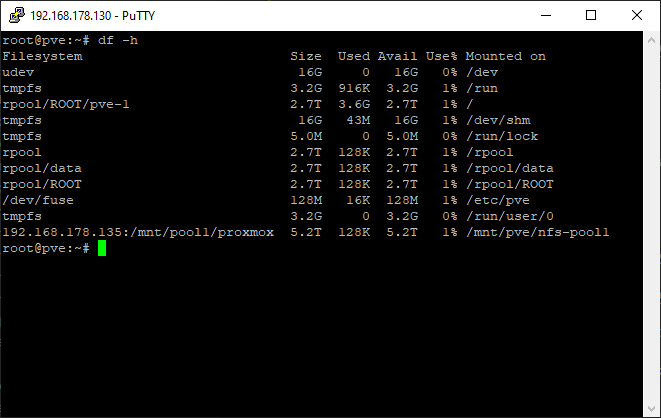 192.168.178.130 - PuTTY
root@pve:~# df -h
Filesystem                           Size  Used Avail Use% Mounted on
udev                                  16G     0   16G   0% /dev
tmpfs                                3.2G  916K  3.2G   1% /run
rpool/ROOT/pve-1                     2.7T  3.6G  2.7T   1% /
tmpfs                                 16G   43M   16G   1% /dev/shm
tmpfs                                5.0M     0  5.0M   0% /run/lock
rpool                                2.7T  128K  2.7T   1% /rpool
rpool/data                           2.7T  128K  2.7T   1% /rpool/data
rpool/ROOT                           2.7T  128K  2.7T   1% /rpool/ROOT
/dev/fuse                            128M   16K  128M   1% /etc/pve
tmpfs                                3.2G     0  3.2G   0% /run/user/0
192.168.178.135:/mnt/pool1/proxmox  5.2T  128K  5.2T   1% /mnt/pve/nfs-pool1
root@pve:~#